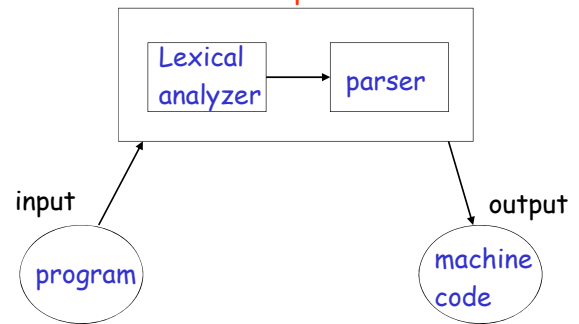 Lexical
analyzer
parser
input
output
program
machine
code